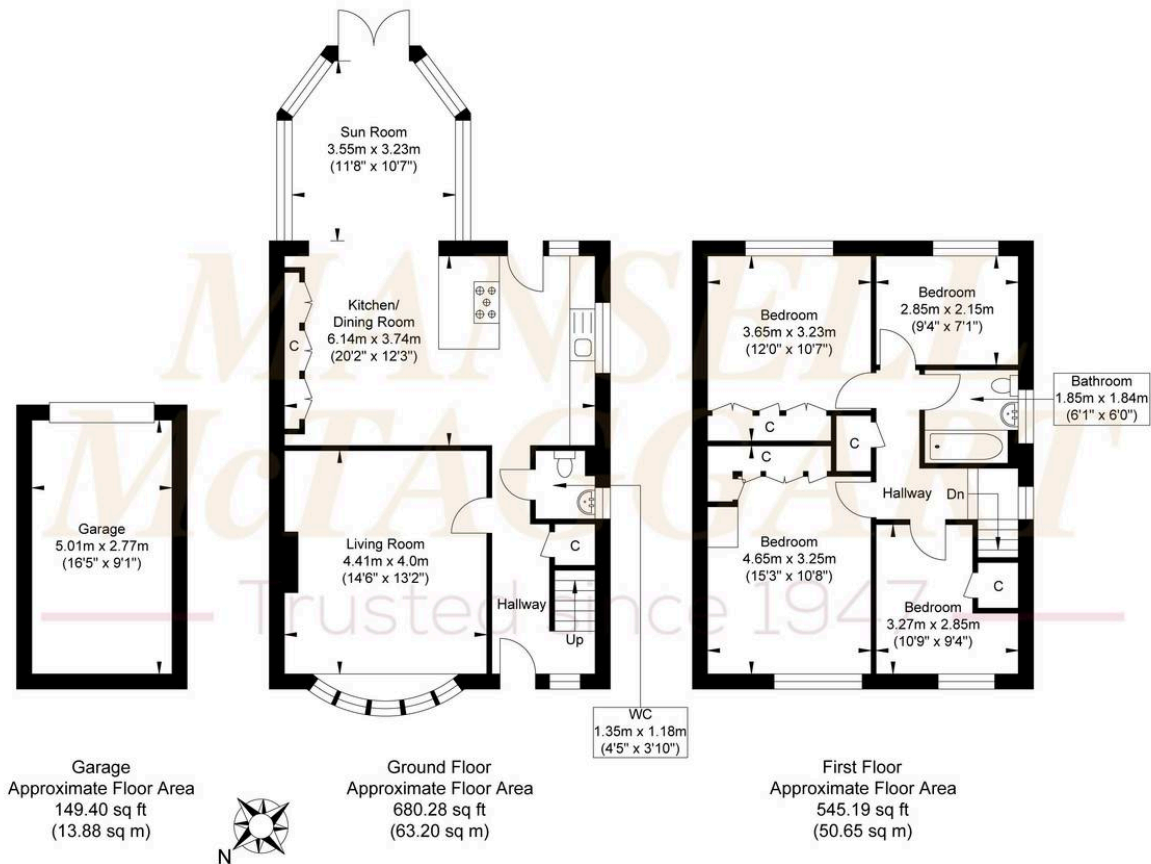 Sun Room
3.55m x 3.23m
(11'8" x 10'7")
Kitchen/
Dining Room
6.14m x 3.74m
(20'2" x 12'3")
C
Living Room
4.41m x 4.0m
(14'6" x 13'2")
C
Hallway
Up
WC
1.35m x 1.18m
(4'5" x 3'10")
Garage
5.01m x 2.77m
(16'5" x 9'1")
Bedroom
3.65m x 3.23m
(12'0" x 10'7")
Bedroom
2.85m x 2.15m
(9'4" x 7'1")
Bathroom
1.85m x 1.84m
(6'1" x 6'0")
C
C
C
Hallway
Dn
Bedroom
4.65m x 3.25m
(15'3" x 10'8")
Bedroom
3.27m x 2.85m
(10'9" x 9'4")
C
MANSELL
McTAGGART
Trusted since 1947
Garage
Approximate Floor Area
149.40 sq ft
(13.88 sq m)
N
Ground Floor
Approximate Floor Area
680.28 sq ft
(63.20 sq m)
First Floor
Approximate Floor Area
545.19 sq ft
(50.65 sq m)